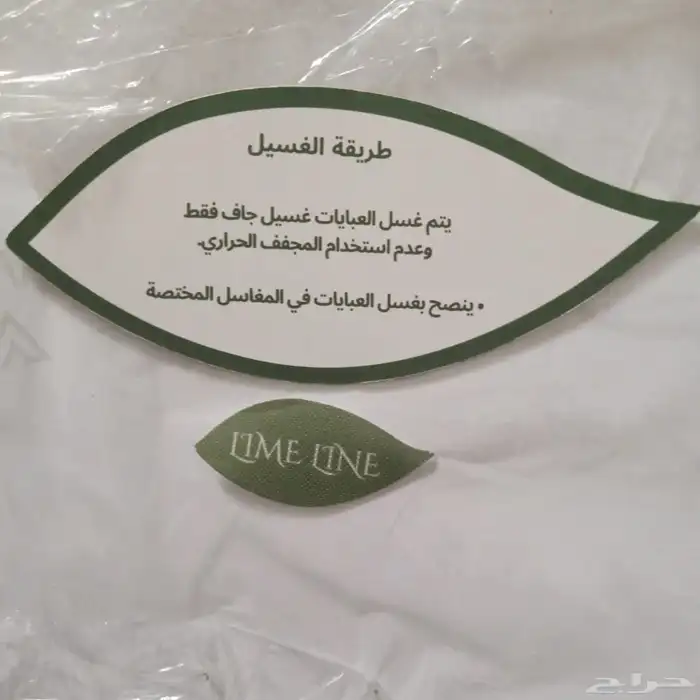 طريقة الغسيل
يتم غسل العبايات غسيل جاف فقط
وعدم استخدام المجفف الحراري.
• ينصح بغسل العبايات في المغاسل المختصة
LIME LINE
حراج